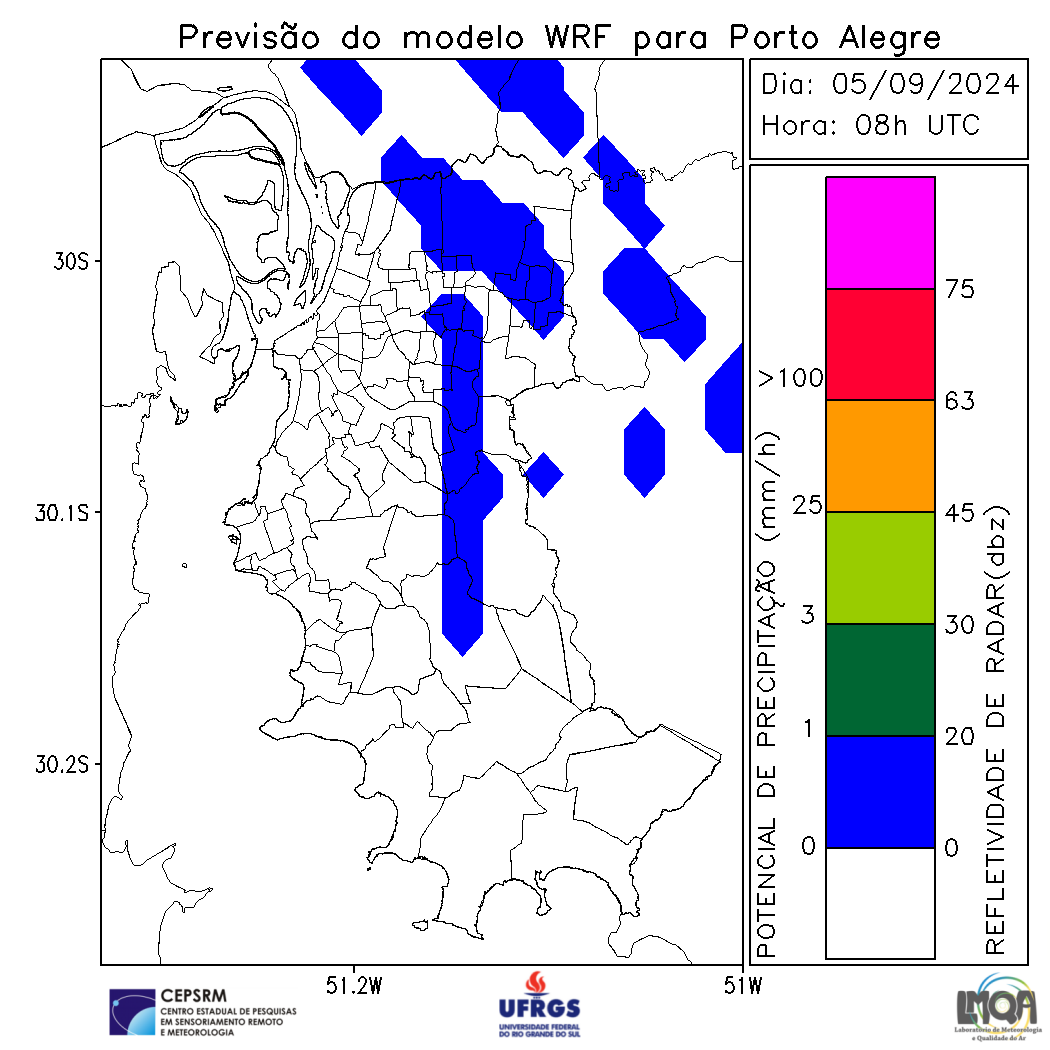 Previsão do modelo WRF para Porto Alegre
Dia: 05/09/2024
Hora: 08h UTC
30S
30.1S
30.2S
51.2W
51W
POTENCIAL DE PRECIPITAÇÃO (mm/h)
>100
25
3
1
0
75
63
45
30
20
0
REFLETIVIDADE DE RADAR(dbz)
CEPSRM
CENTRO ESTADUAL DE PESQUISAS
EM SENSORIAMENTO REMOTO
E METEOROLOGIA
UFRGS
UNIVERSIDADE FEDERAL
DO RIO GRANDE DO SUL
LMQA
Laboratório de Meteorologia
e Qualidade do Ar